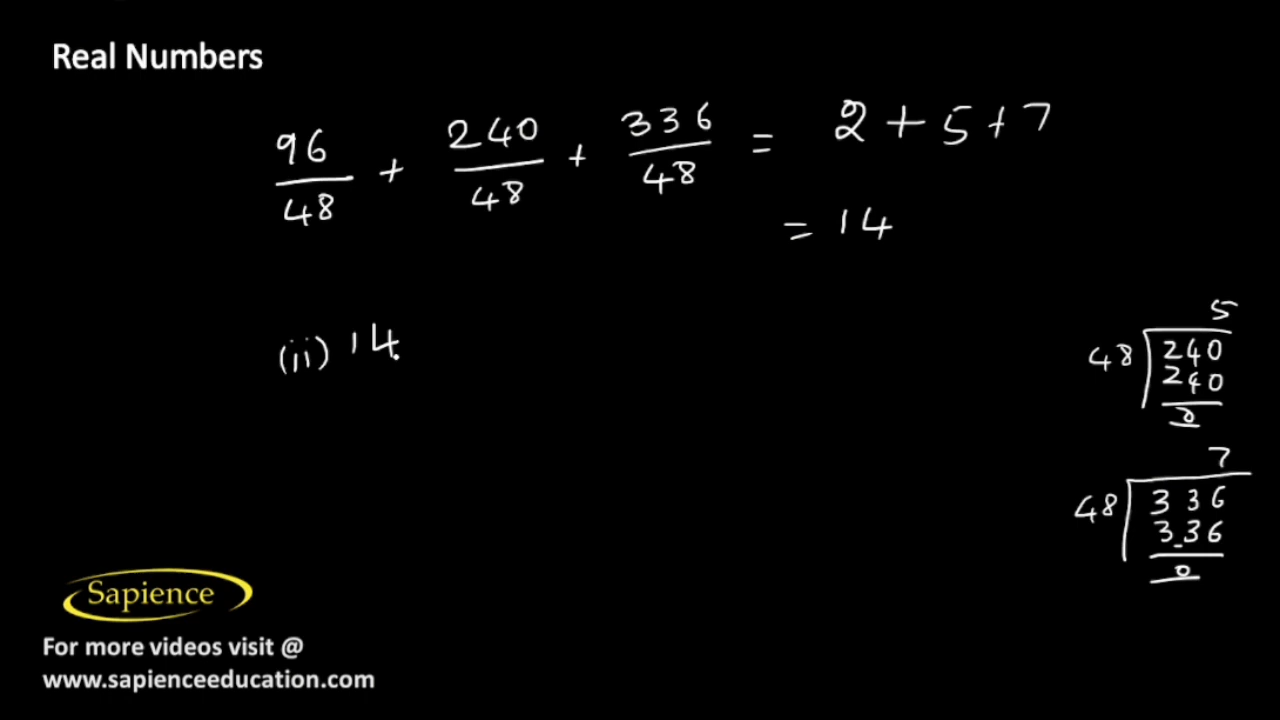 Real Numbers
96/48 + 240/48 + 336/48 = 2 + 5 + 7
= 14
(ii) 14
5
48 240
240
0
7
48 336
336
0
Sapience
For more videos visit @
www.sapienceeducation.com